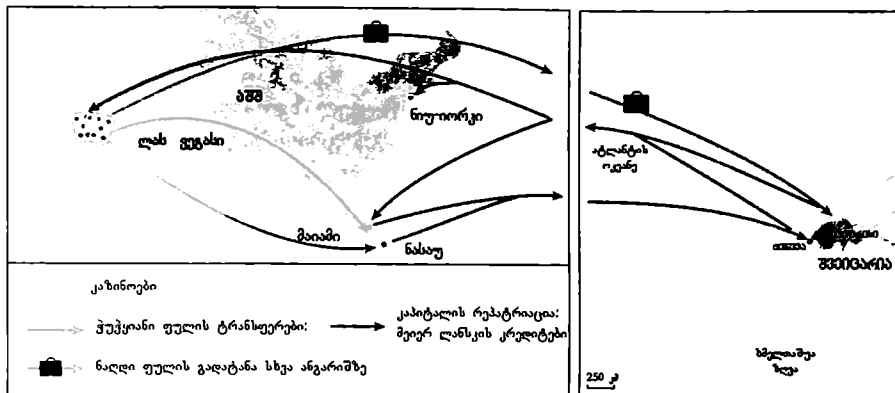 აშშ
ნიუ-იორკი
ლას ვეგასი
მაიამი
ნასაუ
ატლანტის
ოკეანე
ჟენევა
შვეიცარია
კაზინოები
ჭუჭყიანი ფულის ტრანსფერები;
კაპიტალის რეპატრიაცია:
მეიერ ლანსკის კრედიტები
ნაღდი ფულის გადატანა სხვა ანგარიშზე
250 კმ
ხმელთაშუა
ზღვა